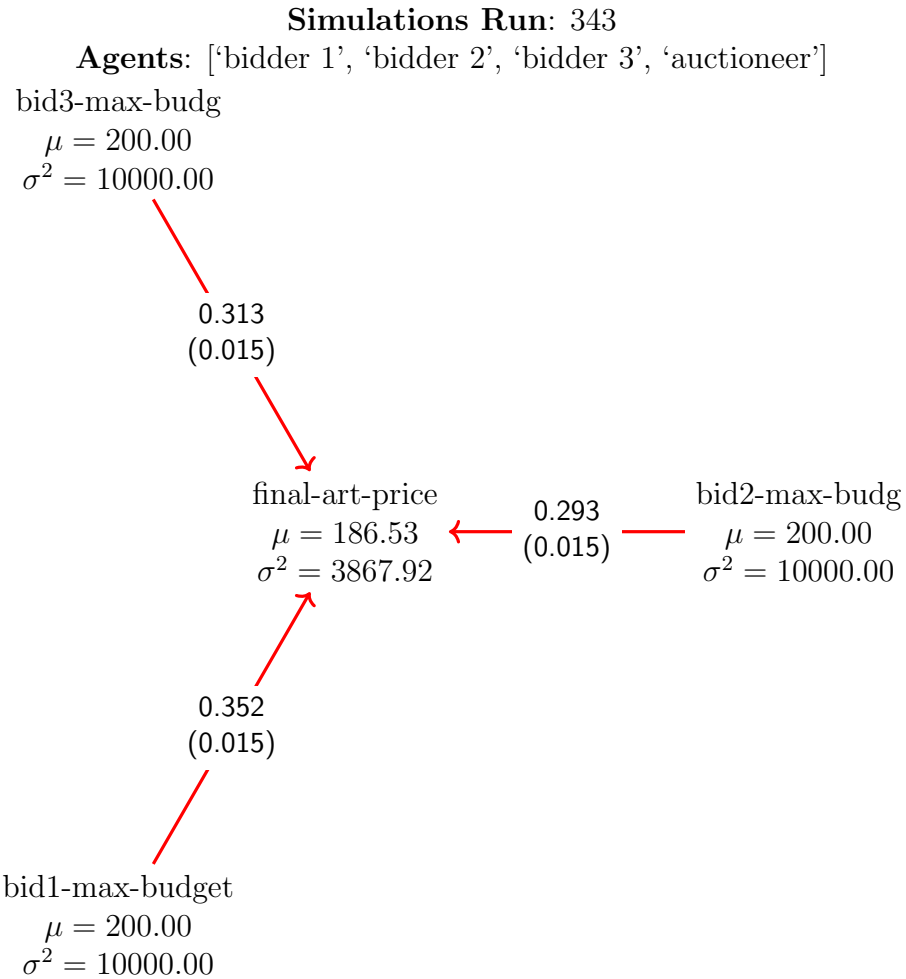 Simulations Run: 343
Agents: [‘bidder 1’, ‘bidder 2’, ‘bidder 3’, ‘auctioneer’]
bid3-max-budg
μ = 200.00
σ² = 10000.00
0.313
(0.015)
final-art-price
μ = 186.53
σ² = 3867.92
0.293
(0.015)
bid2-max-budg
μ = 200.00
σ² = 10000.00
0.352
(0.015)
bid1-max-budget
μ = 200.00
σ² = 10000.00